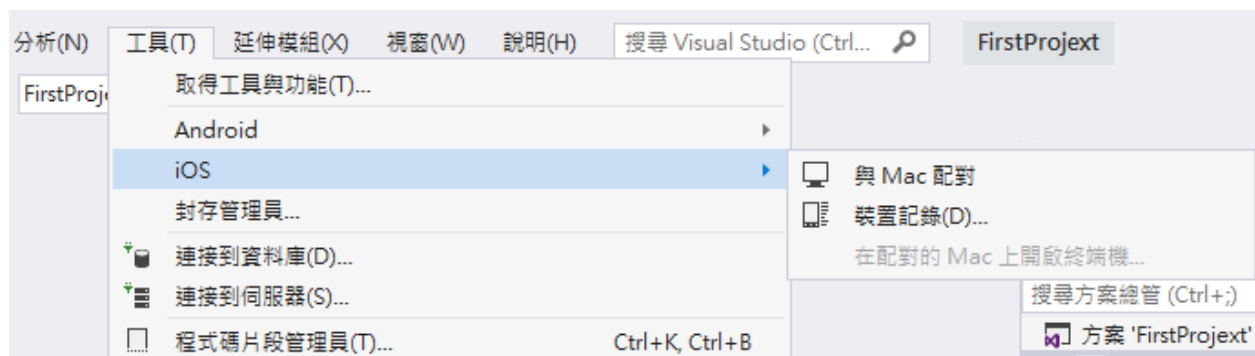 分析(N) 工具(T) 延伸模組(X) 視窗(W) 說明(H) 搜尋 Visual Studio (Ctrl... FirstProjext
FirstProje
取得工具與功能(T)...
Android
iOS
與 Mac 配對
封存管理員...
裝置記錄(D)...
連接到資料庫(D)...
在配對的 Mac 上開啟終端機...
連接到伺服器(S)...
搜尋方案總管 (Ctrl+;)
程式碼片段管理員(T)... Ctrl+K, Ctrl+B
方案 'FirstProjext'